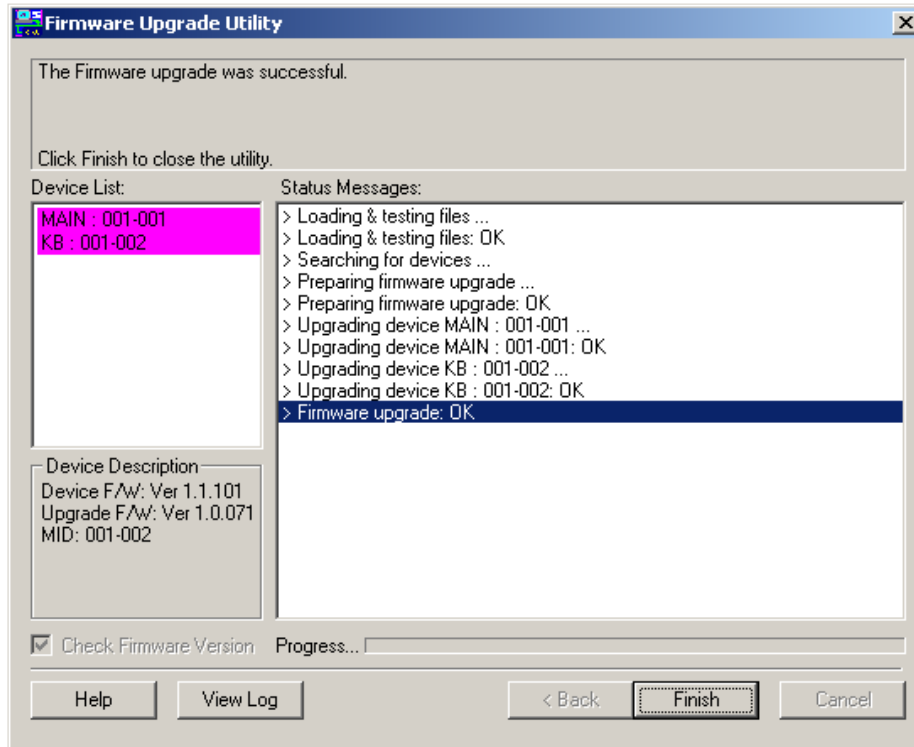 Firmware Upgrade Utility
The Firmware upgrade was successful.
Click Finish to close the utility.
Device List:
MAIN : 001-001
KB : 001-002
Status Messages:
> Loading & testing files ...
> Loading & testing files: OK
> Searching for devices ...
> Preparing firmware upgrade ...
> Preparing firmware upgrade: OK
> Upgrading device MAIN : 001-001 ...
> Upgrading device MAIN : 001-001: OK
> Upgrading device KB : 001-002 ...
> Upgrading device KB : 001-002: OK
> Firmware upgrade: OK
Device Description
Device F/W: Ver 1.1.101
Upgrade F/W: Ver 1.0.071
MID: 001-002
Check Firmware Version
Progress...
Help
View Log
< Back
Finish
Cancel